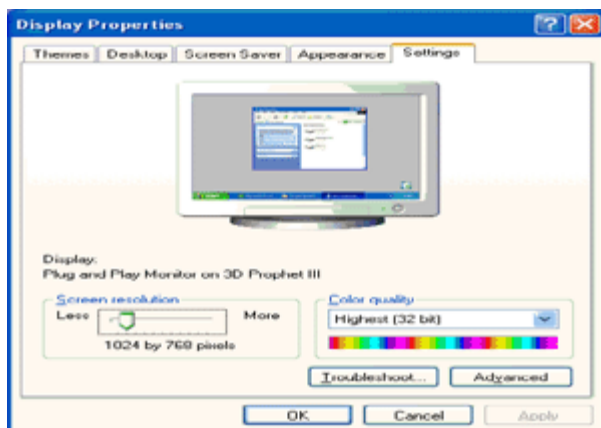 Display Properties
Themes Desktop Screen Saver Appearance Settings
Display:
Plug and Play Monitor on 3D Prophet III
Screen resolution
Less More
1024 by 768 pixels
Color quality
Highest (32 bit)
Troubleshoot... Advanced
OK Cancel Apply